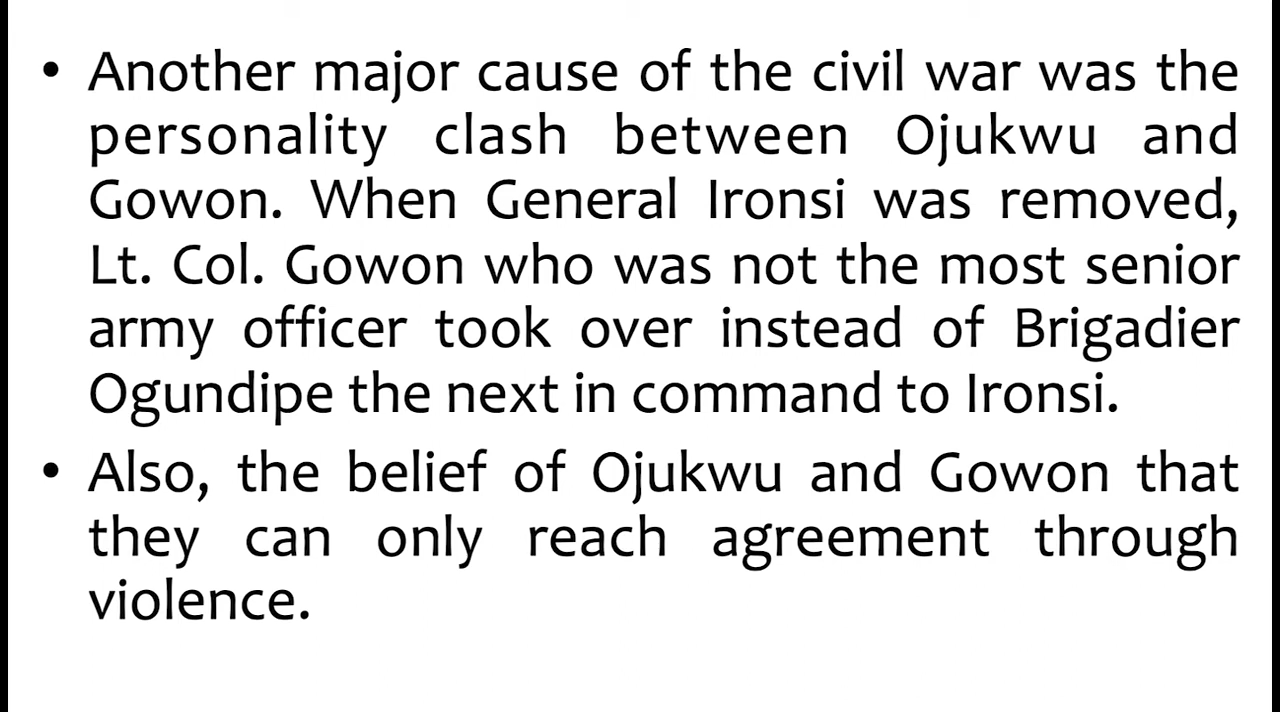 • Another major cause of the civil war was the
personality clash between Ojukwu and
Gowon. When General Ironsi was removed,
Lt. Col. Gowon who was not the most senior
army officer took over instead of Brigadier
Ogundipe the next in command to Ironsi.
• Also, the belief of Ojukwu and Gowon that
they can only reach agreement through
violence.